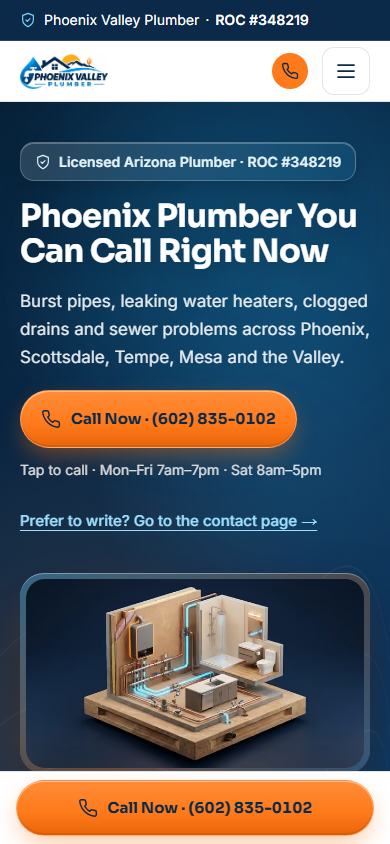 Phoenix Valley Plumber · ROC #348219
PHOENIX VALLEY
PLUMBER
Licensed Arizona Plumber · ROC #348219
Phoenix Plumber You
Can Call Right Now
Burst pipes, leaking water heaters, clogged
drains and sewer problems across Phoenix,
Scottsdale, Tempe, Mesa and the Valley.
Call Now · (602) 835-0102
Tap to call · Mon–Fri 7am–7pm · Sat 8am–5pm
Prefer to write? Go to the contact page →
Call Now · (602) 835-0102